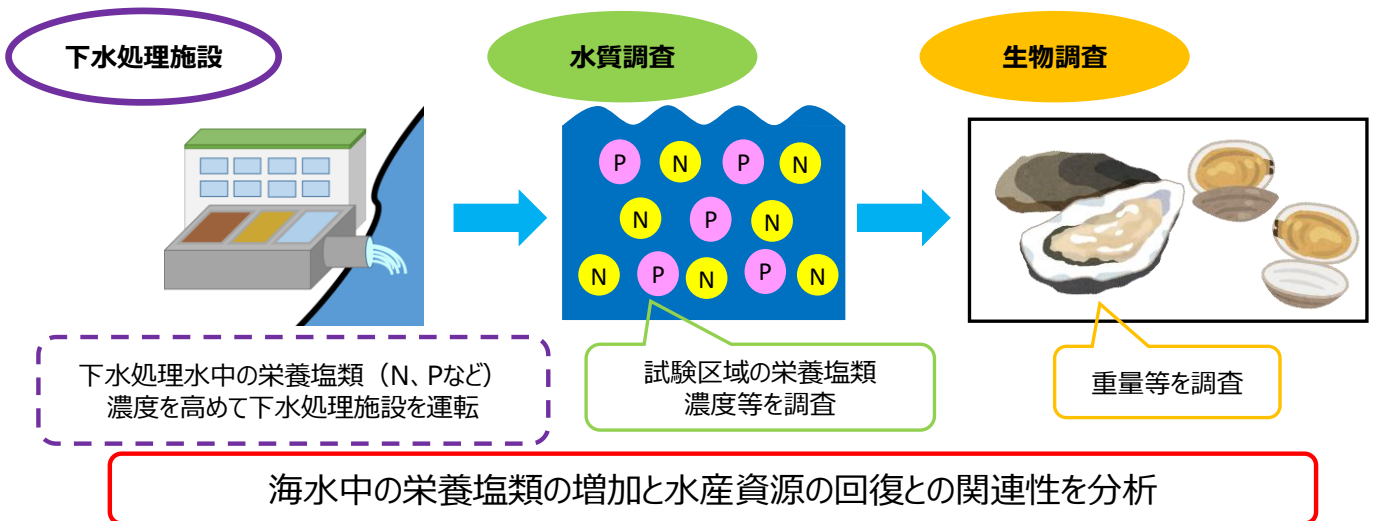 下水処理施設
水質調査
生物調査
P N P N
N P N
N P N P N
下水処理水中の栄養塩類（N、Pなど）
濃度を高めて下水処理施設を運転
試験区域の栄養塩類
濃度等を調査
重量等を調査
海水中の栄養塩類の増加と水産資源の回復との関連性を分析